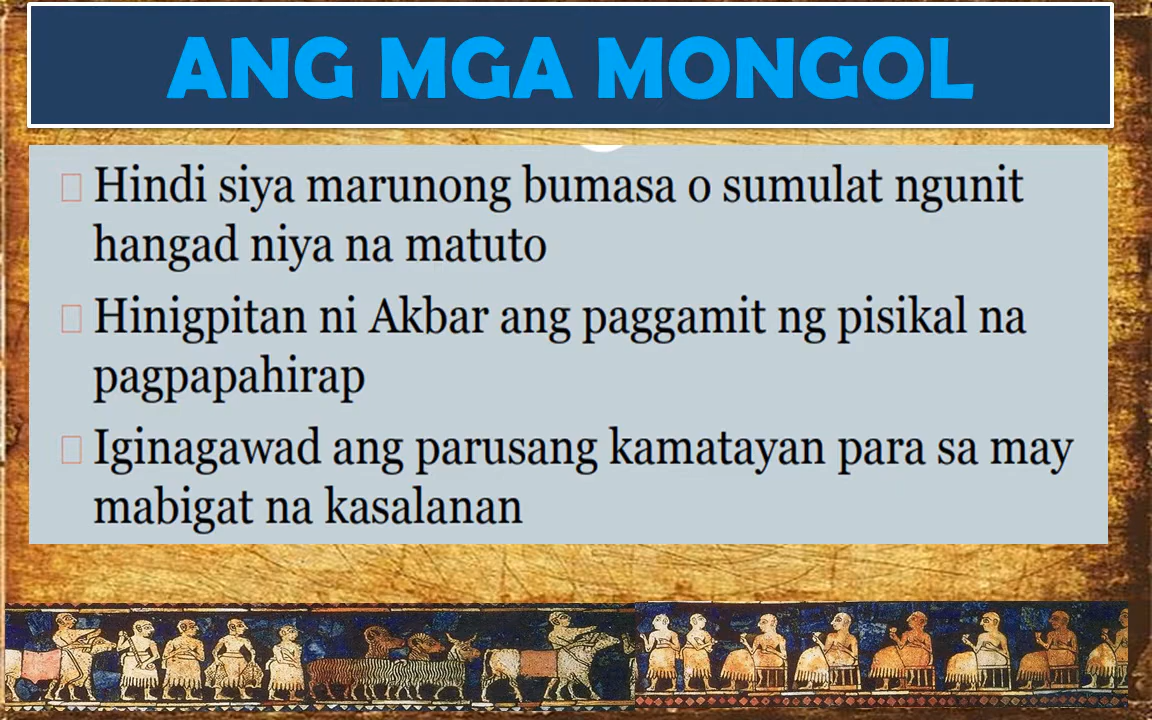 ANG MGA MONGOL
Hindi siya marunong bumasa o sumulat ngunit
hangad niya na matuto
Hinigpitan ni Akbar ang paggamit ng pisikal na
pagpapahirap
Iginagawad ang parusang kamatayan para sa may
mabigat na kasalanan